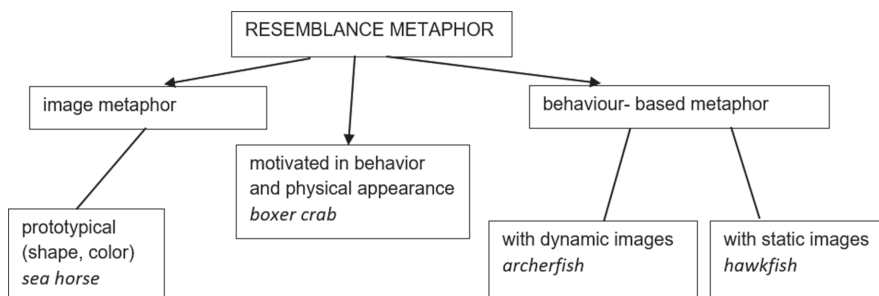 RESEMBLANCE METAPHOR
image metaphor
behaviour- based metaphor
motivated in behavior
and physical appearance
boxer crab
prototypical
(shape, color)
sea horse
with dynamic images
archerfish
with static images
hawkfish